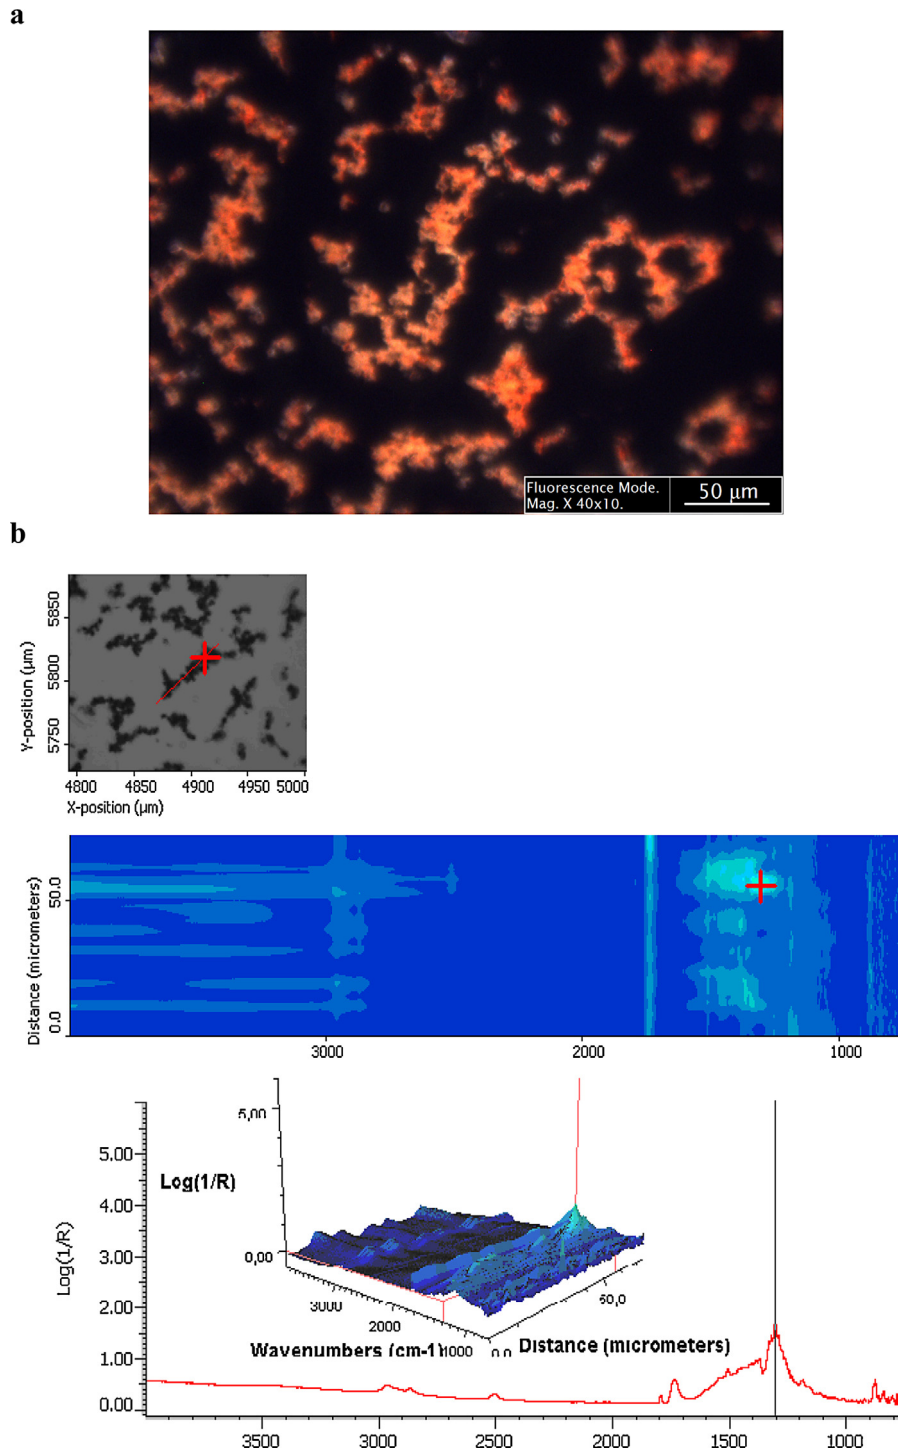 a
Fluorescence Mode.
Mag. X 40x10.
50 µm
b
Y-position (µm)
5850
5800
5750
4800 4850 4900 4950 5000
X-position (µm)
Distance (micrometers)
50.0
0.0
3000 2000 1000
Log(1/R)
5.00
4.00
3.00
2.00
1.00
0.00
5,00
Log(1/R)
0,00
3000
2000
1000
Wavenumbers (cm-1)
0,0
50,0
Distance (micrometers)
3500 3000 2500 2000 1500 1000